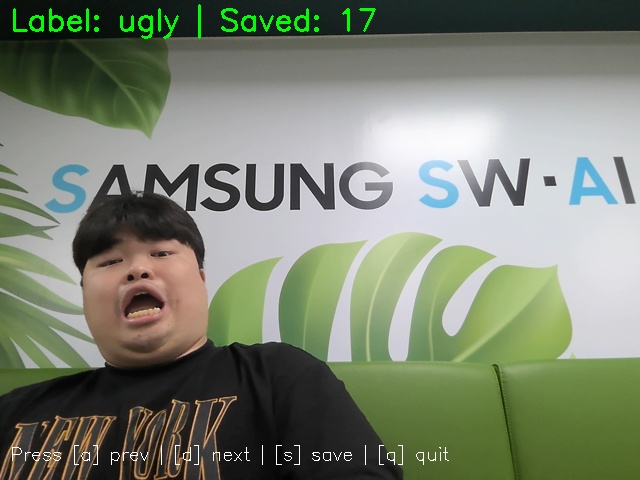 Label: ugly | Saved: 17
SAMSUNG SW·AI
NEW YORK
Press [a] prev | [d] next | [s] save | [q] quit